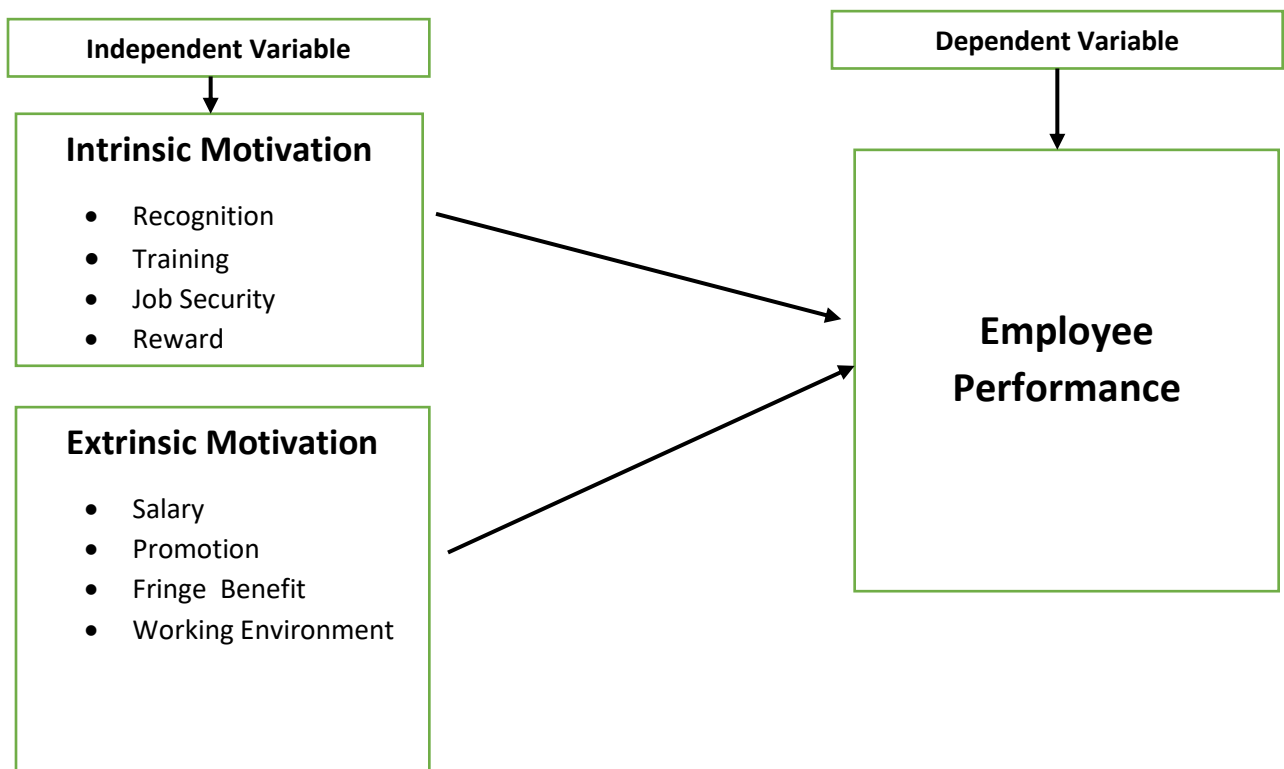 Independent Variable
Dependent Variable
Intrinsic Motivation
• Recognition
• Training
• Job Security
• Reward
Employee
Performance
Extrinsic Motivation
• Salary
• Promotion
• Fringe  Benefit
• Working Environment